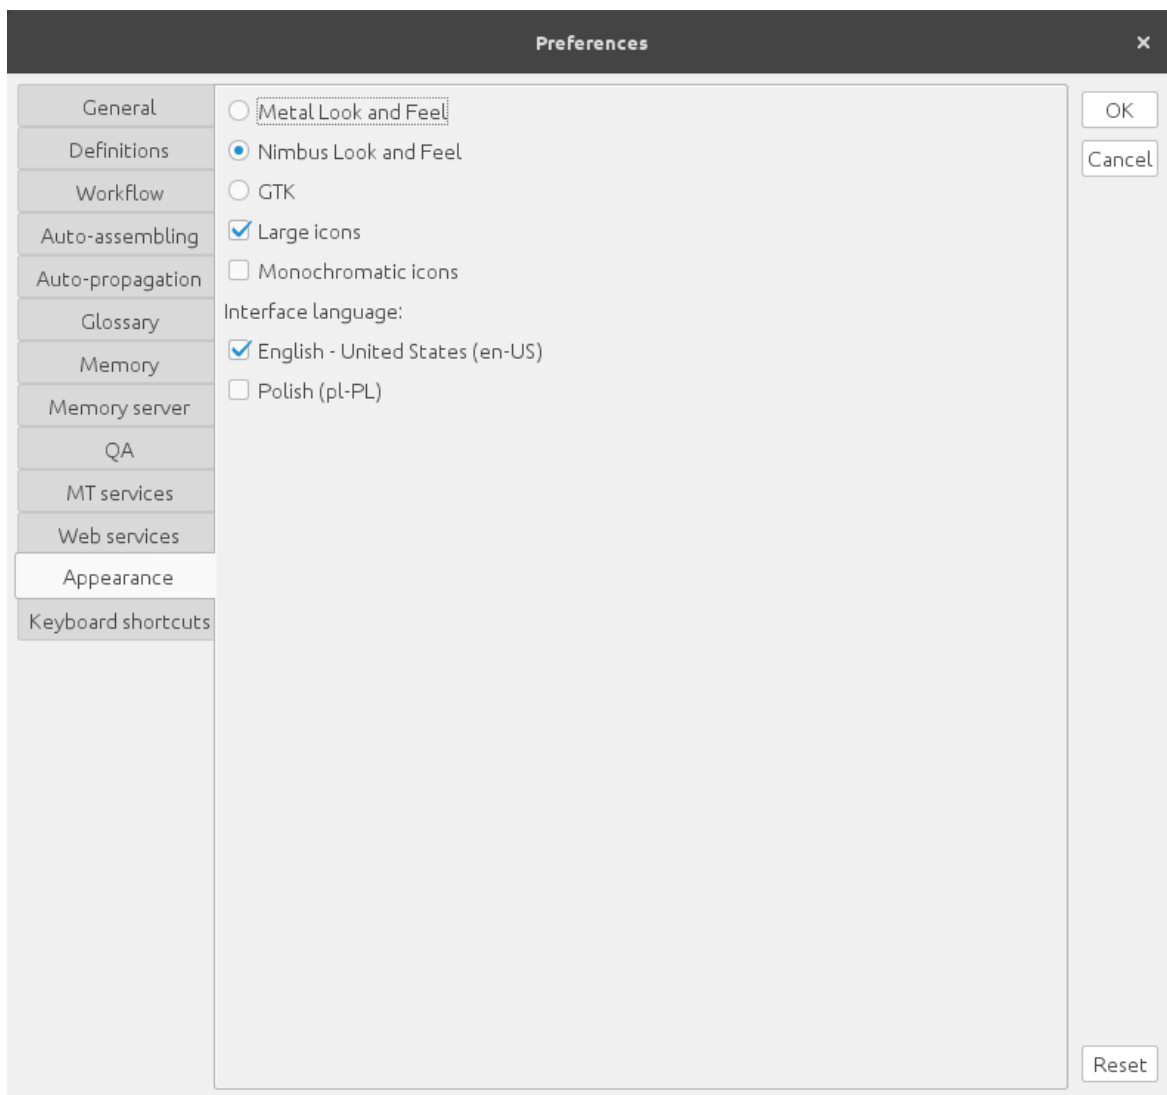 Preferences
General
Definitions
Workflow
Auto-assembling
Auto-propagation
Glossary
Memory
Memory server
QA
MT services
Web services
Appearance
Keyboard shortcuts
Metal Look and Feel
Nimbus Look and Feel
GTK
Large icons
Monochromatic icons
Interface language:
English - United States (en-US)
Polish (pl-PL)
OK
Cancel
Reset